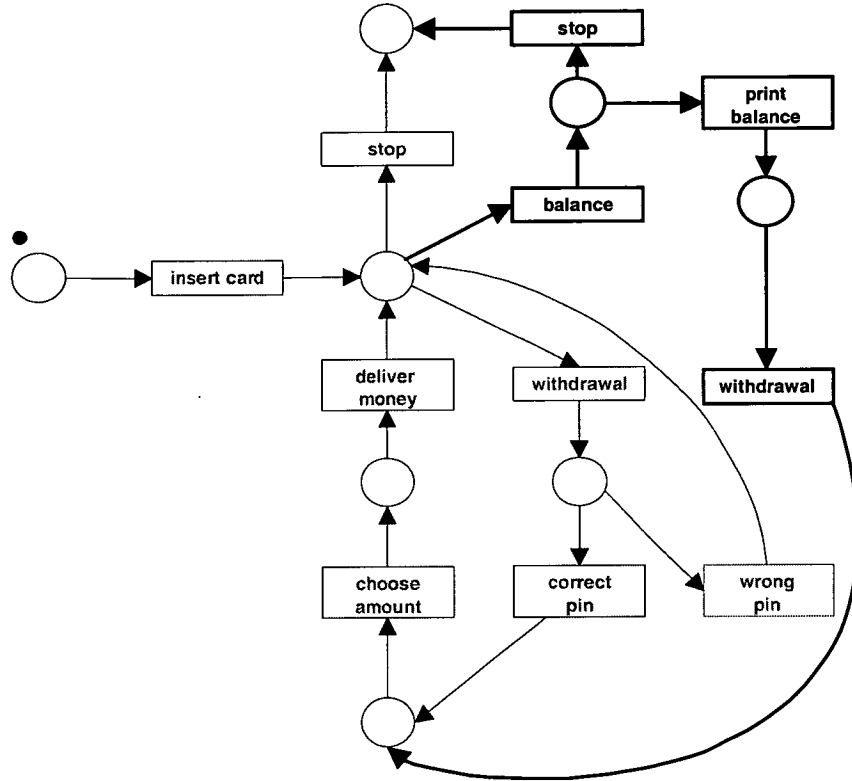 stop
print
balance
stop
balance
insert card
deliver
money
withdrawal
withdrawal
choose
amount
correct
pin
wrong
pin